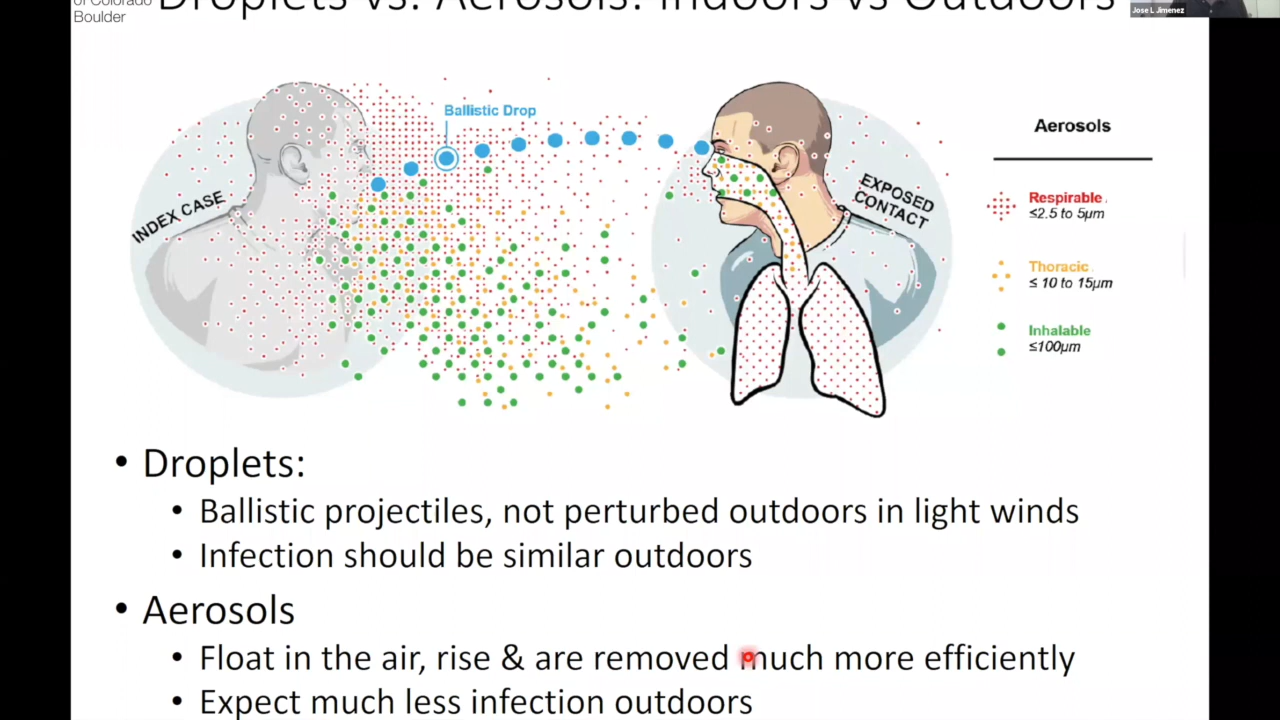 of Colorado
Boulder
Droplets vs. Aerosols: Indoors vs Outdoors
Jose L Jimenez
Ballistic Drop
INDEX CASE
EXPOSED
CONTACT
Aerosols
Respirable
≤2.5 to 5μm
Thoracic
≤ 10 to 15μm
Inhalable
≤100μm
• Droplets:
• Ballistic projectiles, not perturbed outdoors in light winds
• Infection should be similar outdoors
• Aerosols
• Float in the air, rise & are removed much more efficiently
• Expect much less infection outdoors